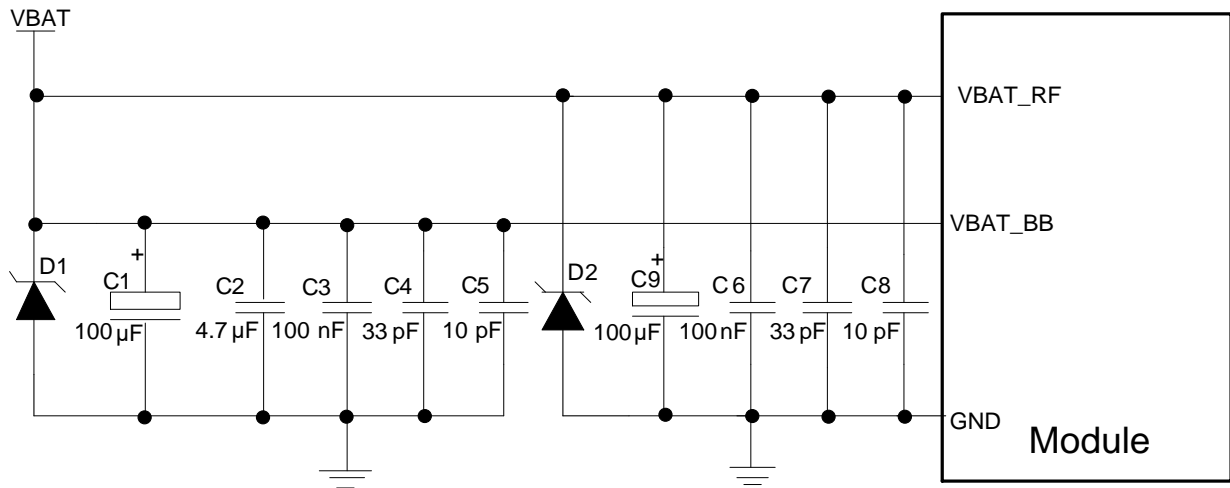 VBAT
VBAT_RF
VBAT_BB
+
+
D1
C1
C2
C3
C4
C5
D2
C9
C6
C7
C8
100 µF
4.7 µF
100 nF
33 pF
10 pF
100 µF
100 nF
33 pF
10 pF
GND
Module